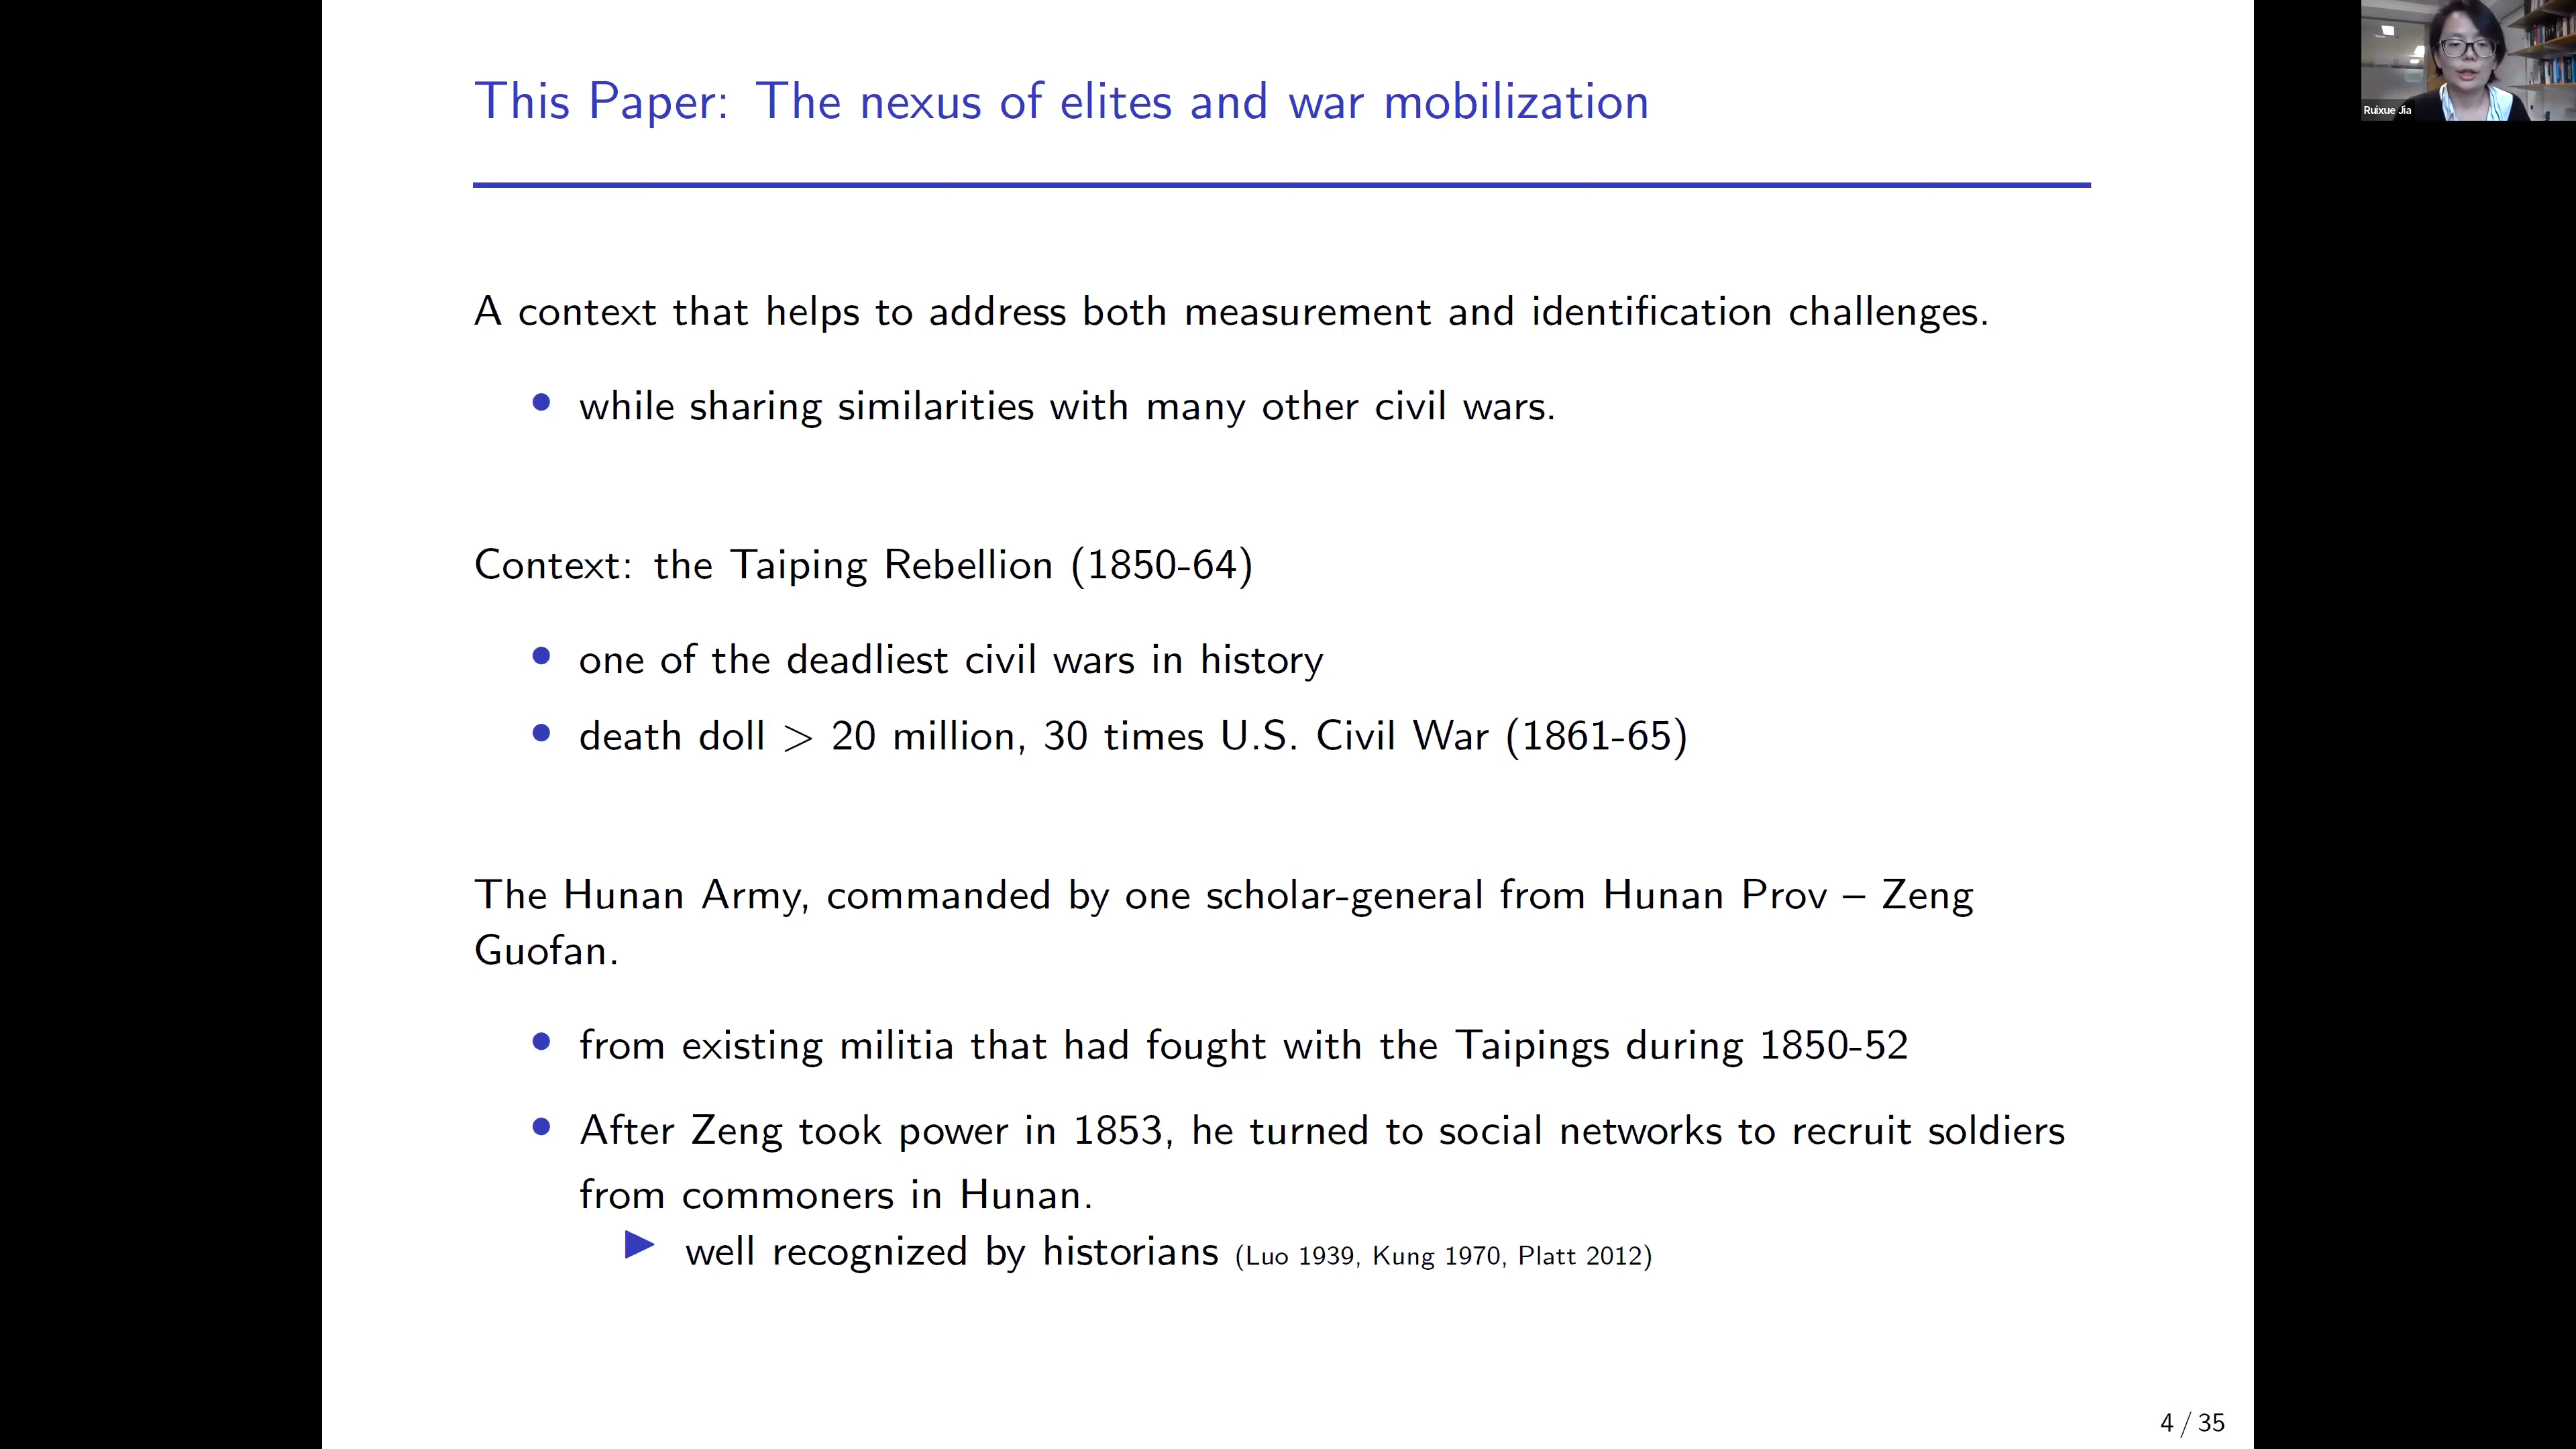 Ruixue Jia
This Paper: The nexus of elites and war mobilization
A context that helps to address both measurement and identification challenges.
• while sharing similarities with many other civil wars.
Context: the Taiping Rebellion (1850-64)
• one of the deadliest civil wars in history
• death doll > 20 million, 30 times U.S. Civil War (1861-65)
The Hunan Army, commanded by one scholar-general from Hunan Prov – Zeng
Guofan.
• from existing militia that had fought with the Taipings during 1850-52
• After Zeng took power in 1853, he turned to social networks to recruit soldiers
from commoners in Hunan.
▶ well recognized by historians (Luo 1939, Kung 1970, Platt 2012)
4 / 35